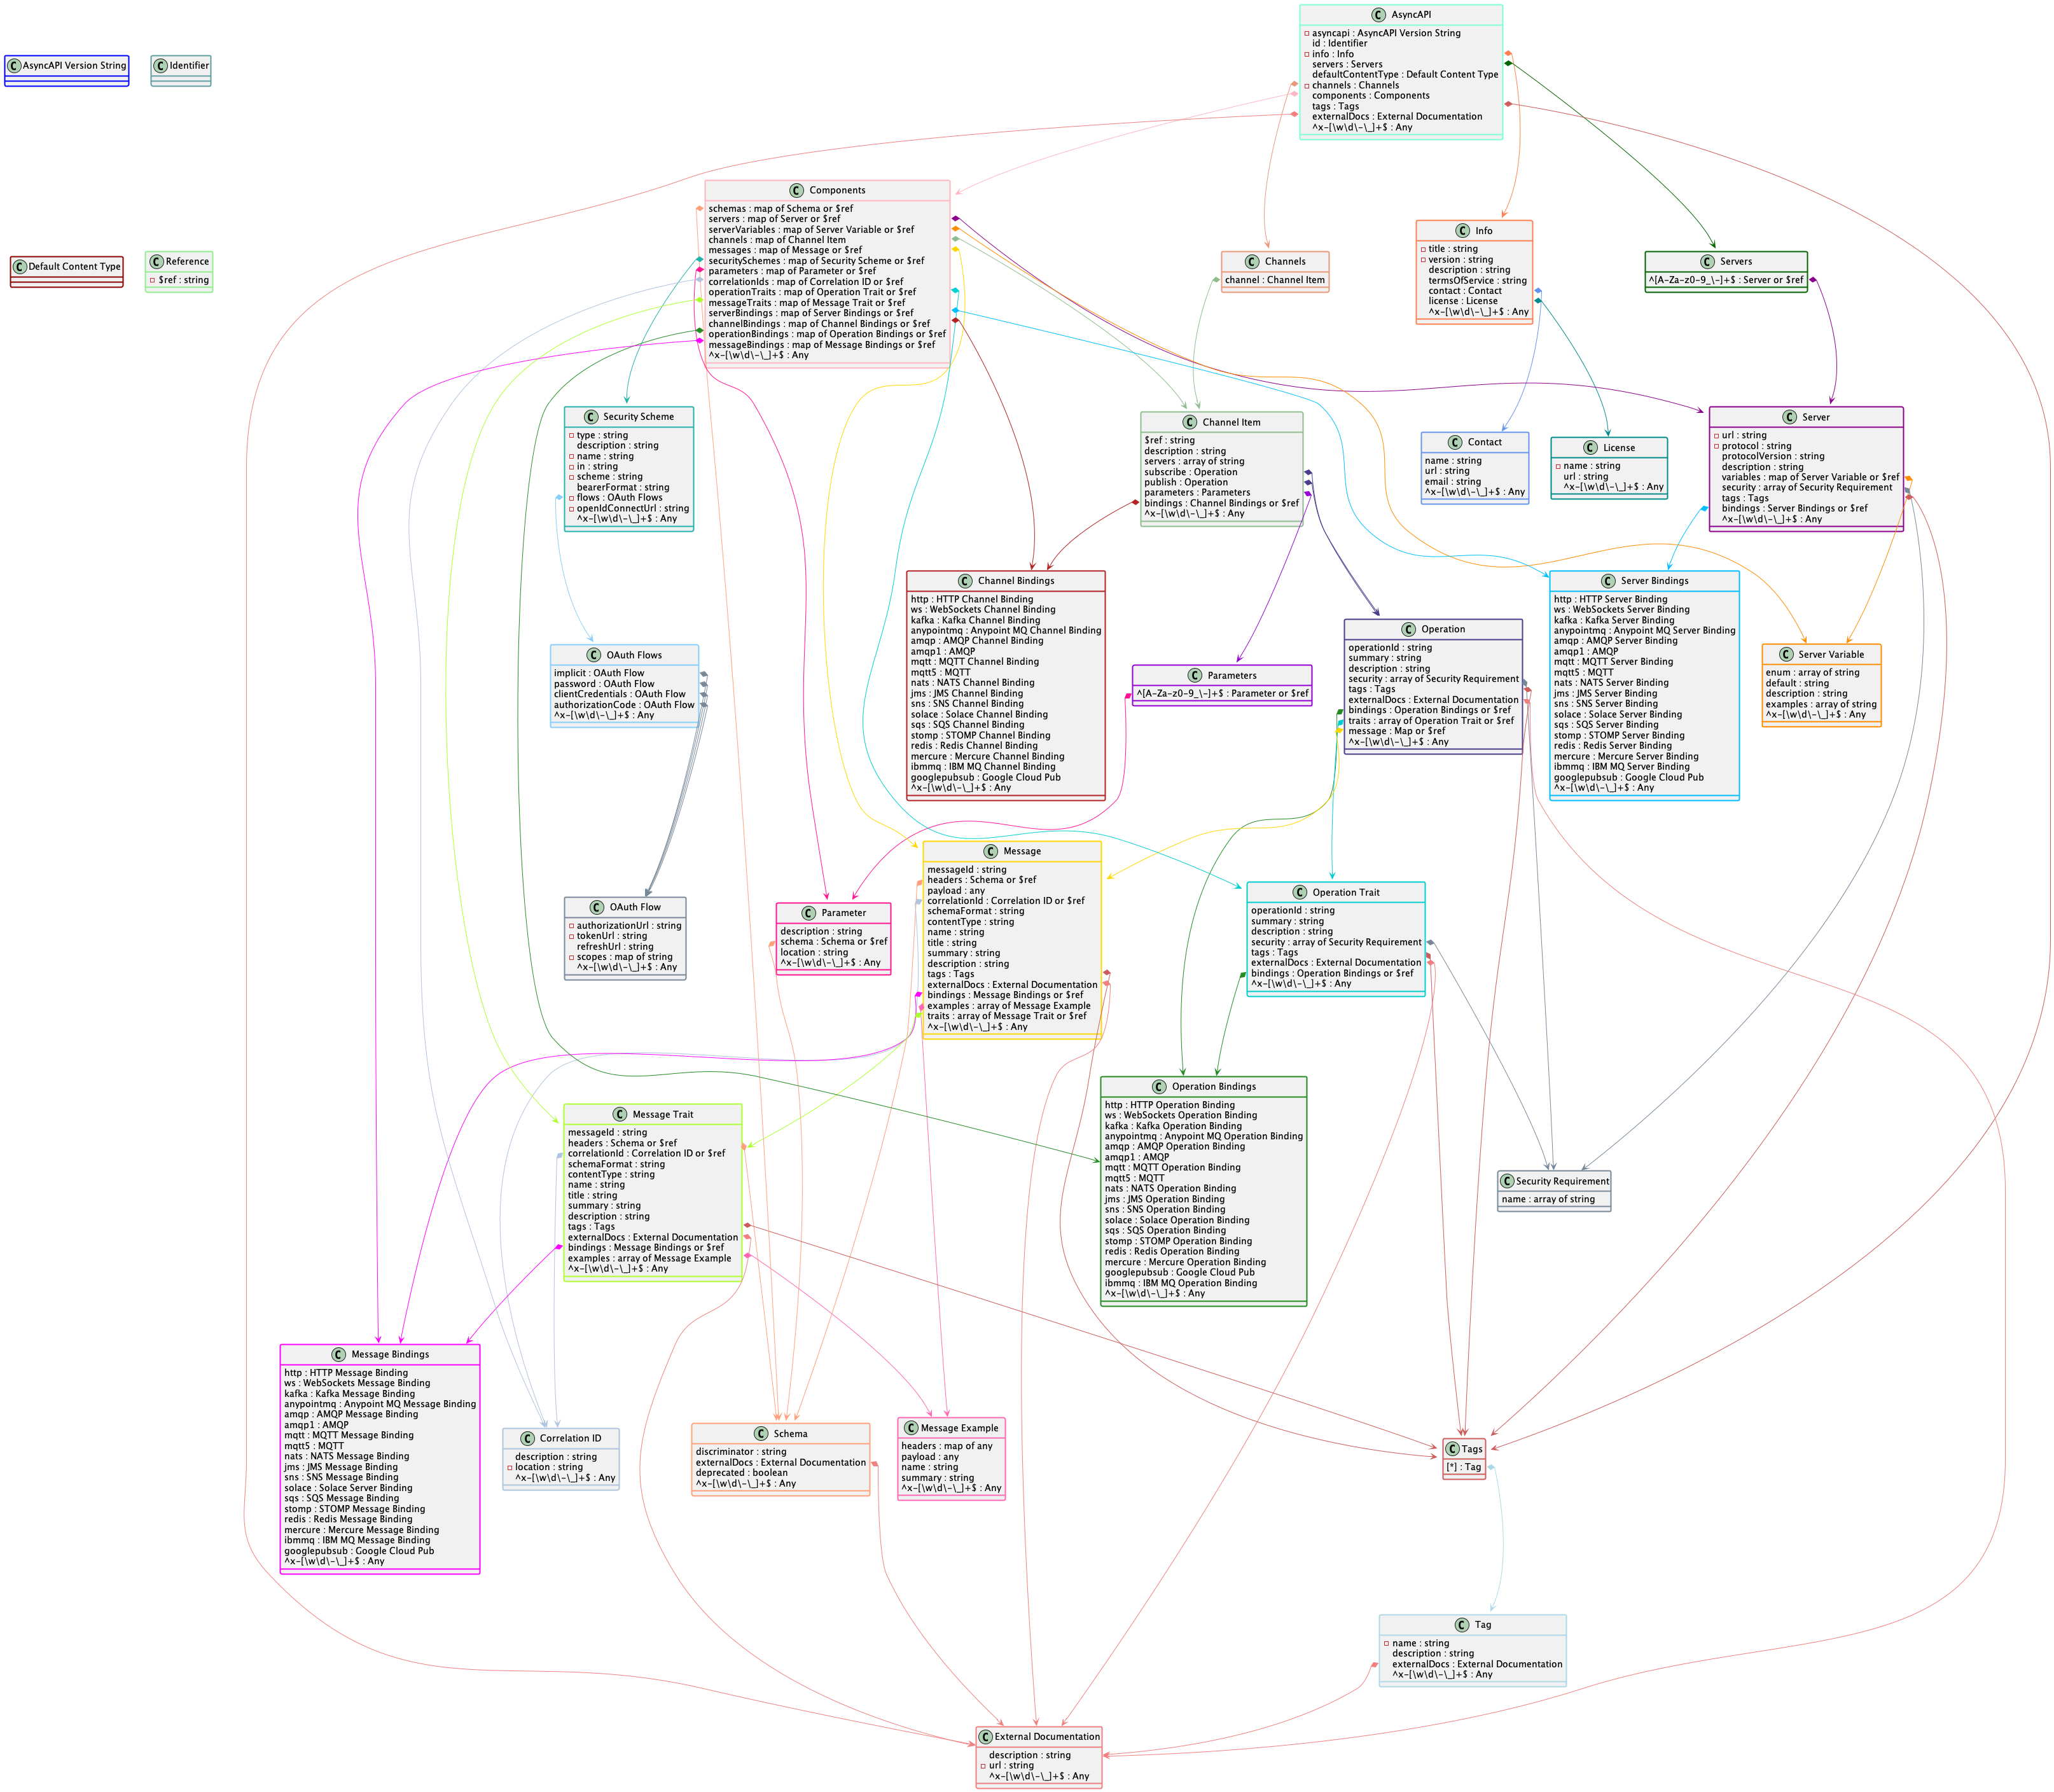 AsyncAPI
asyncapi : AsyncAPI Version String
id : Identifier
info : Info
servers : Servers
defaultContentType : Default Content Type
channels : Channels
components : Components
tags : Tags
externalDocs : External Documentation
^x-[\w\d\-\_]+$ : Any
AsyncAPI Version String
Identifier
Components
schemas : map of Schema or $ref
servers : map of Server or $ref
serverVariables : map of Server Variable or $ref
channels : map of Channel Item
messages : map of Message or $ref
securitySchemes : map of Security Scheme or $ref
parameters : map of Parameter or $ref
correlationIds : map of Correlation ID or $ref
operationTraits : map of Operation Trait or $ref
messageTraits : map of Message Trait or $ref
serverBindings : map of Server Bindings or $ref
channelBindings : map of Channel Bindings or $ref
operationBindings : map of Operation Bindings or $ref
messageBindings : map of Message Bindings or $ref
^x-[\w\d\-\_]+$ : Any
Default Content Type
Reference
$ref : string
Channels
channel : Channel Item
Info
title : string
version : string
description : string
termsOfService : string
contact : Contact
license : License
^x-[\w\d\-\_]+$ : Any
Servers
^[A-Za-z0-9_\-]+$ : Server or $ref
Security Scheme
type : string
description : string
name : string
in : string
scheme : string
bearerFormat : string
flows : OAuth Flows
openIdConnectUrl : string
^x-[\w\d\-\_]+$ : Any
Channel Item
$ref : string
description : string
servers : array of string
subscribe : Operation
publish : Operation
parameters : Parameters
bindings : Channel Bindings or $ref
^x-[\w\d\-\_]+$ : Any
Contact
name : string
url : string
email : string
^x-[\w\d\-\_]+$ : Any
License
name : string
url : string
^x-[\w\d\-\_]+$ : Any
Server
url : string
protocol : string
protocolVersion : string
description : string
variables : map of Server Variable or $ref
security : array of Security Requirement
tags : Tags
bindings : Server Bindings or $ref
^x-[\w\d\-\_]+$ : Any
OAuth Flows
implicit : OAuth Flow
password : OAuth Flow
clientCredentials : OAuth Flow
authorizationCode : OAuth Flow
^x-[\w\d\-\_]+$ : Any
Channel Bindings
http : HTTP Channel Binding
ws : WebSockets Channel Binding
kafka : Kafka Channel Binding
anypointmq : Anypoint MQ Channel Binding
amqp : AMQP Channel Binding
amqp1 : AMQP
mqtt : MQTT Channel Binding
mqtt5 : MQTT
nats : NATS Channel Binding
jms : JMS Channel Binding
sns : SNS Channel Binding
solace : Solace Channel Binding
sqs : SQS Channel Binding
stomp : STOMP Channel Binding
redis : Redis Channel Binding
mercure : Mercure Channel Binding
ibmmq : IBM MQ Channel Binding
googlepubsub : Google Cloud Pub
^x-[\w\d\-\_]+$ : Any
Parameters
^[A-Za-z0-9_\-]+$ : Parameter or $ref
Operation
operationId : string
summary : string
description : string
security : array of Security Requirement
tags : Tags
externalDocs : External Documentation
bindings : Operation Bindings or $ref
traits : array of Operation Trait or $ref
message : Map or $ref
^x-[\w\d\-\_]+$ : Any
Server Bindings
http : HTTP Server Binding
ws : WebSockets Server Binding
kafka : Kafka Server Binding
anypointmq : Anypoint MQ Server Binding
amqp : AMQP Server Binding
amqp1 : AMQP
mqtt : MQTT Server Binding
mqtt5 : MQTT
nats : NATS Server Binding
jms : JMS Server Binding
sns : SNS Server Binding
solace : Solace Server Binding
sqs : SQS Server Binding
stomp : STOMP Server Binding
redis : Redis Server Binding
mercure : Mercure Server Binding
ibmmq : IBM MQ Server Binding
googlepubsub : Google Cloud Pub
^x-[\w\d\-\_]+$ : Any
Server Variable
enum : array of string
default : string
description : string
examples : array of string
^x-[\w\d\-\_]+$ : Any
OAuth Flow
authorizationUrl : string
tokenUrl : string
refreshUrl : string
scopes : map of string
^x-[\w\d\-\_]+$ : Any
Parameter
description : string
schema : Schema or $ref
location : string
^x-[\w\d\-\_]+$ : Any
Message
messageId : string
headers : Schema or $ref
payload : any
correlationId : Correlation ID or $ref
schemaFormat : string
contentType : string
name : string
title : string
summary : string
description : string
tags : Tags
externalDocs : External Documentation
bindings : Message Bindings or $ref
examples : array of Message Example
traits : array of Message Trait or $ref
^x-[\w\d\-\_]+$ : Any
Operation Trait
operationId : string
summary : string
description : string
security : array of Security Requirement
tags : Tags
externalDocs : External Documentation
bindings : Operation Bindings or $ref
^x-[\w\d\-\_]+$ : Any
Message Trait
messageId : string
headers : Schema or $ref
correlationId : Correlation ID or $ref
schemaFormat : string
contentType : string
name : string
title : string
summary : string
description : string
tags : Tags
externalDocs : External Documentation
bindings : Message Bindings or $ref
examples : array of Message Example
^x-[\w\d\-\_]+$ : Any
Operation Bindings
http : HTTP Operation Binding
ws : WebSockets Operation Binding
kafka : Kafka Operation Binding
anypointmq : Anypoint MQ Operation Binding
amqp : AMQP Operation Binding
amqp1 : AMQP
mqtt : MQTT Operation Binding
mqtt5 : MQTT
nats : NATS Operation Binding
jms : JMS Operation Binding
sns : SNS Operation Binding
solace : Solace Operation Binding
sqs : SQS Operation Binding
stomp : STOMP Operation Binding
redis : Redis Operation Binding
mercure : Mercure Operation Binding
googlepubsub : Google Cloud Pub
ibmmq : IBM MQ Operation Binding
^x-[\w\d\-\_]+$ : Any
Security Requirement
name : array of string
Message Bindings
http : HTTP Message Binding
ws : WebSockets Message Binding
kafka : Kafka Message Binding
anypointmq : Anypoint MQ Message Binding
amqp : AMQP Message Binding
amqp1 : AMQP
mqtt : MQTT Message Binding
mqtt5 : MQTT
nats : NATS Message Binding
jms : JMS Message Binding
sns : SNS Message Binding
solace : Solace Server Binding
sqs : SQS Message Binding
stomp : STOMP Message Binding
redis : Redis Message Binding
mercure : Mercure Message Binding
ibmmq : IBM MQ Message Binding
googlepubsub : Google Cloud Pub
^x-[\w\d\-\_]+$ : Any
Correlation ID
description : string
location : string
^x-[\w\d\-\_]+$ : Any
Schema
discriminator : string
externalDocs : External Documentation
deprecated : boolean
^x-[\w\d\-\_]+$ : Any
Message Example
headers : map of any
payload : any
name : string
summary : string
^x-[\w\d\-\_]+$ : Any
Tags
[*] : Tag
Tag
name : string
description : string
externalDocs : External Documentation
^x-[\w\d\-\_]+$ : Any
External Documentation
description : string
url : string
^x-[\w\d\-\_]+$ : Any